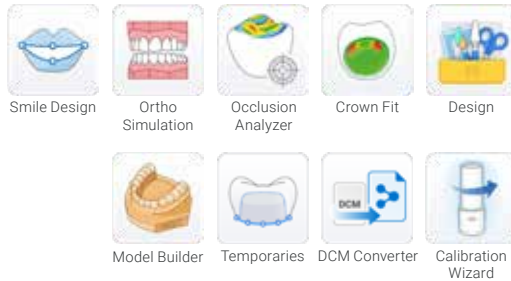 Smile Design
Ortho
Simulation
Occlusion
Analyzer
Crown Fit
Design
DCM
Model Builder
Temporaries
DCM Converter
Calibration
Wizard